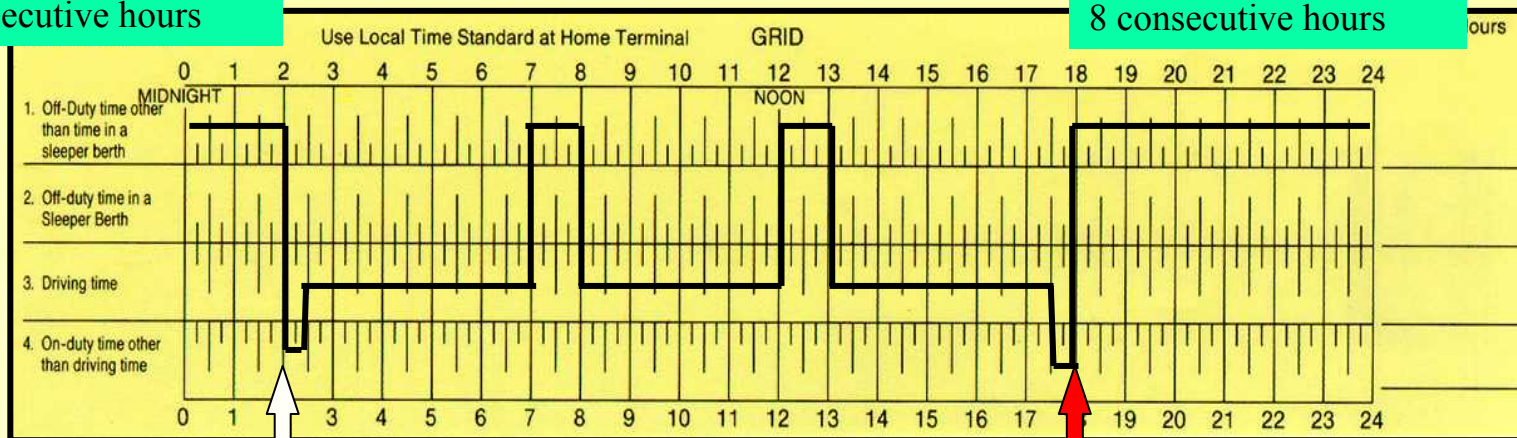 ecutive hours
8 consecutive hours
ours
Use Local Time Standard at Home Terminal GRID
0 1 2 3 4 5 6 7 8 9 10 11 12 13 14 15 16 17 18 19 20 21 22 23 24
MIDNIGHT NOON
1. Off-Duty time other
than time in a
sleeper berth
2. Off-duty time in a
Sleeper Berth
3. Driving time
4. On-duty time other
than driving time
0 1 3 4 5 6 7 8 9 10 11 12 13 14 15 16 17 8 19 20 21 22 23 24